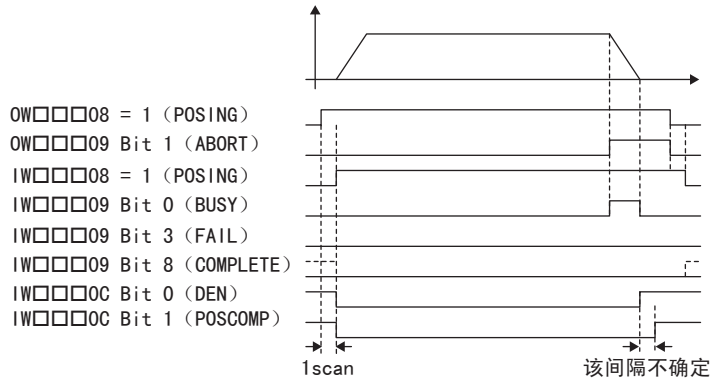 OW□□□08 = 1（POSING）
OW□□□09 Bit 1（ABORT）
IW□□□08 = 1（POSING）
IW□□□09 Bit 0（BUSY）
IW□□□09 Bit 3（FAIL）
IW□□□09 Bit 8（COMPLETE）
IW□□□0C Bit 0（DEN）
IW□□□0C Bit 1（POSCOMP）
1scan 该间隔不确定